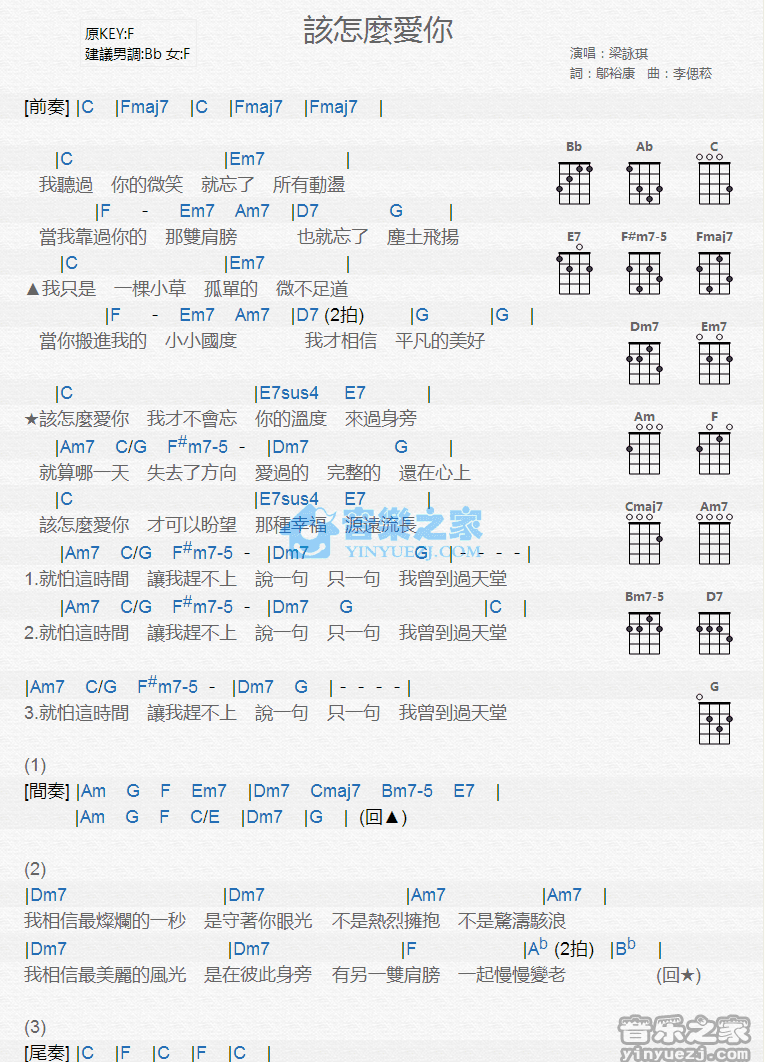 該怎麼愛你
原KEY:F
建議男調:Bb 女:F
演唱：梁詠琪
詞：鄔裕康 曲：李偲菘
[前奏] |C |Fmaj7 |C |Fmaj7 |Fmaj7 |
|C |Em7 |
我聽過 你的微笑 就忘了 所有動盪
|F - Em7 Am7 |D7 G |
當我靠過你的 那雙肩膀 也就忘了 塵土飛揚
|C |Em7 |
▲我只是 一棵小草 孤單的 微不足道
|F - Em7 Am7 |D7 (2拍) |G |G |
當你搬進我的 小小國度 我才相信 平凡的美好
|C |E7sus4 E7 |
★該怎麼愛你 我才不會忘 你的溫度 來過身旁
|Am7 C/G F#m7-5 - |Dm7 G |
就算哪一天 失去了方向 愛過的 完整的 還在心上
|C |E7sus4 E7 |
該怎麼愛你 才可以盼望 那種幸福 源遠流長
|Am7 C/G F#m7-5 - |Dm7 G |- - - - |
1.就怕這時間 讓我趕不上 說一句 只一句 我曾到過天堂
|Am7 C/G F#m7-5 - |Dm7 G |C |
2.就怕這時間 讓我趕不上 說一句 只一句 我曾到過天堂
|Am7 C/G F#m7-5 - |Dm7 G |- - - - |
3.就怕這時間 讓我趕不上 說一句 只一句 我曾到過天堂
(1)
[間奏] |Am G F Em7 |Dm7 Cmaj7 Bm7-5 E7 |
|Am G F C/E |Dm7 |G | (回▲)
(2)
|Dm7 |Dm7 |Am7 |Am7 |
我相信最燦爛的一秒 是守著你眼光 不是熱烈擁抱 不是驚濤駭浪
|Dm7 |Dm7 |F |Ab (2拍) |Bb |
我相信最美麗的風光 是在彼此身旁 有另一雙肩膀 一起慢慢變老 (回★)
(3)
[尾奏] |C |F |C |F |C |
Bb Ab C
E7 F#m7-5 Fmaj7
Dm7 Em7
Am F
Cmaj7 Am7
Bm7-5 D7
G
音樂之家
YINYUEZJ.COM
音乐之家
yinyuezj.com